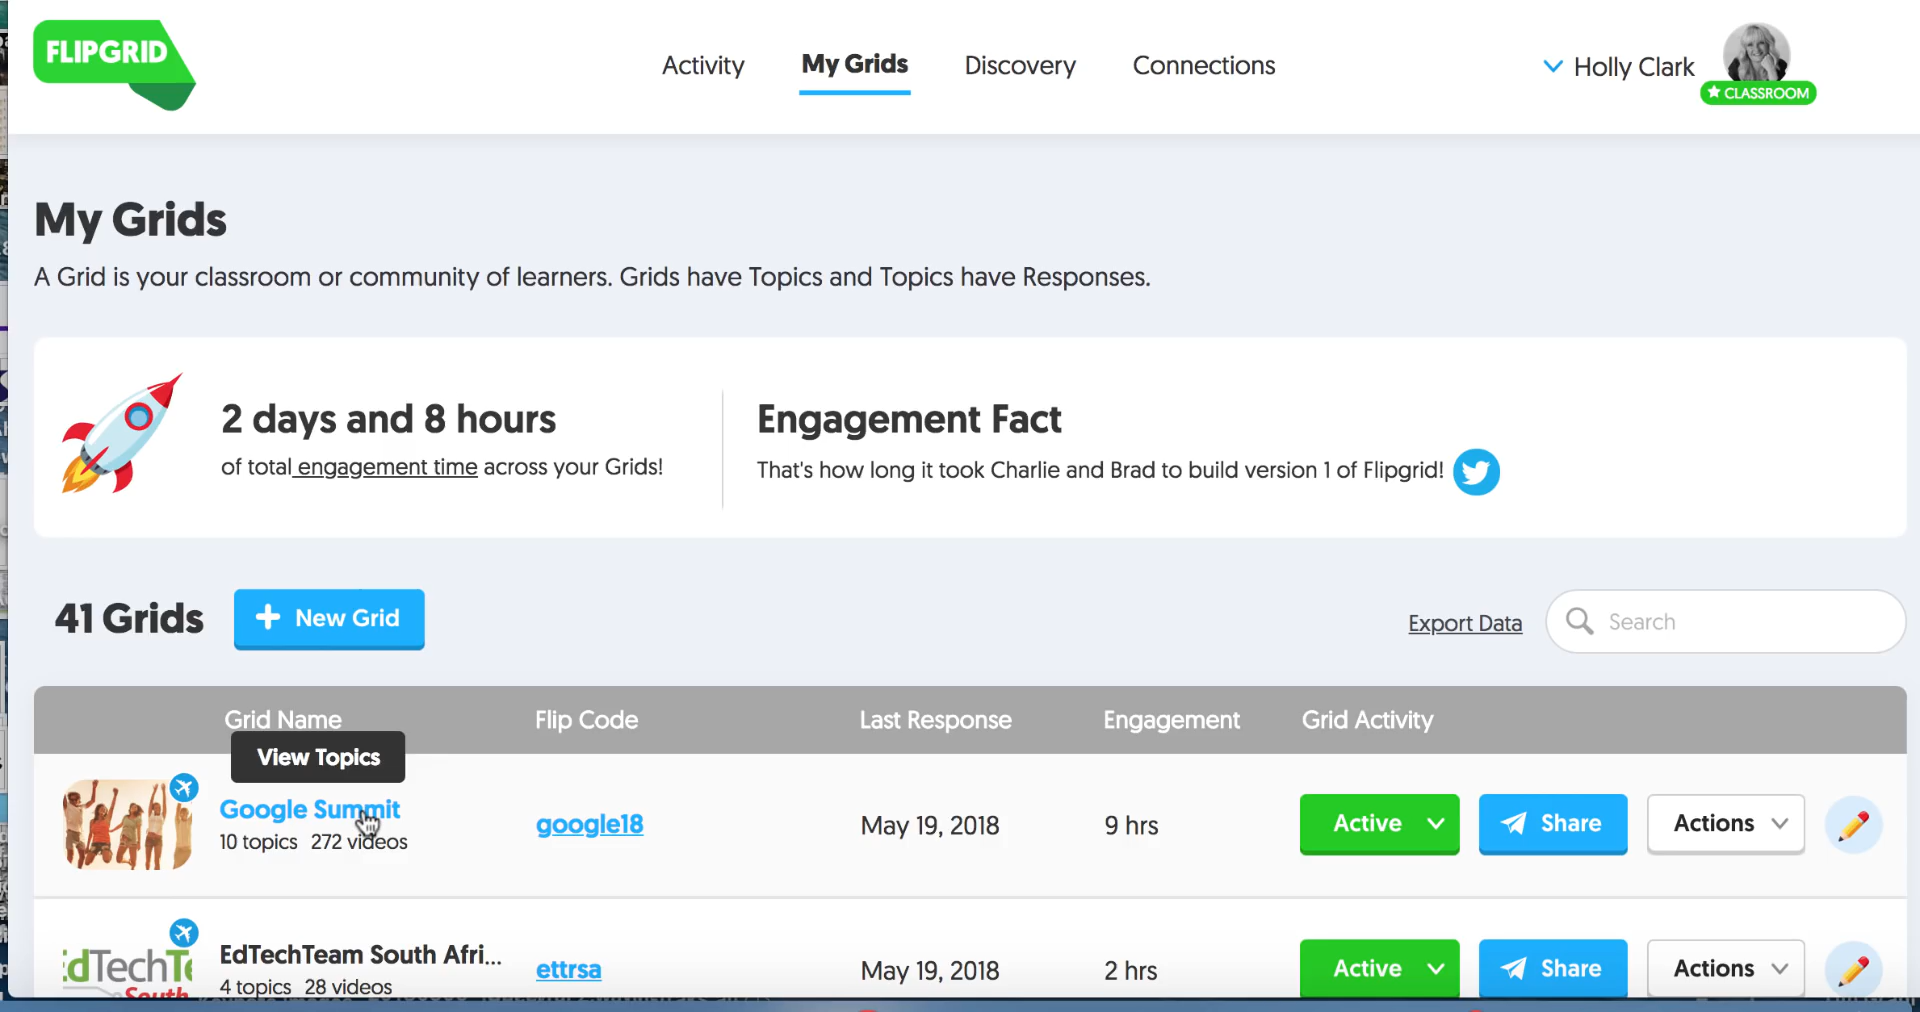 FLIPGRID
Activity My Grids Discovery Connections
Holly Clark
CLASSROOM
My Grids
A Grid is your classroom or community of learners. Grids have Topics and Topics have Responses.
2 days and 8 hours
of total engagement time across your Grids!
Engagement Fact
That's how long it took Charlie and Brad to build version 1 of Flipgrid!
41 Grids
New Grid
Export Data
Search
Grid Name Flip Code Last Response Engagement Grid Activity
View Topics
Google Summit
10 topics 272 videos
google18 May 19, 2018 9 hrs Active Share Actions
EdTechTeam South Afri...
4 topics 28 videos
ettrsa May 19, 2018 2 hrs Active Share Actions
dTechTe
South